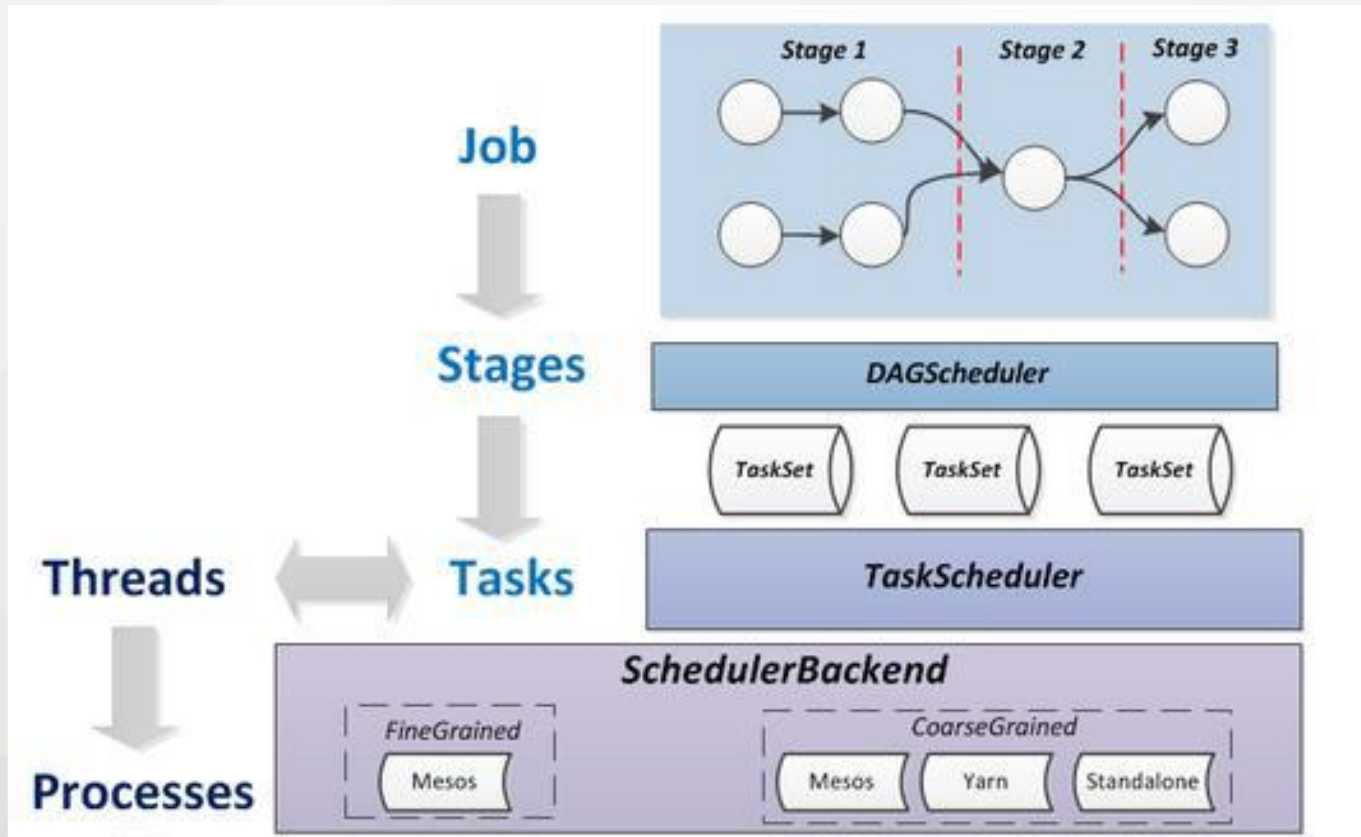 Stage 1 Stage 2 Stage 3
Job
Stages
DAGScheduler
TaskSet TaskSet TaskSet
Threads
Tasks
TaskScheduler
SchedulerBackend
FineGrained
CoarseGrained
Mesos
Mesos Yarn Standalone
Processes